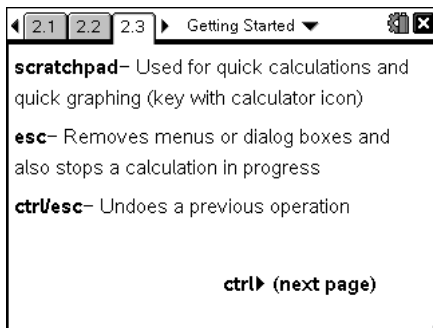 2.1 2.2 2.3 Getting Started
scratchpad– Used for quick calculations and
quick graphing (key with calculator icon)
esc– Removes menus or dialog boxes and
also stops a calculation in progress
ctrl/esc– Undoes a previous operation
ctrl▶ (next page)